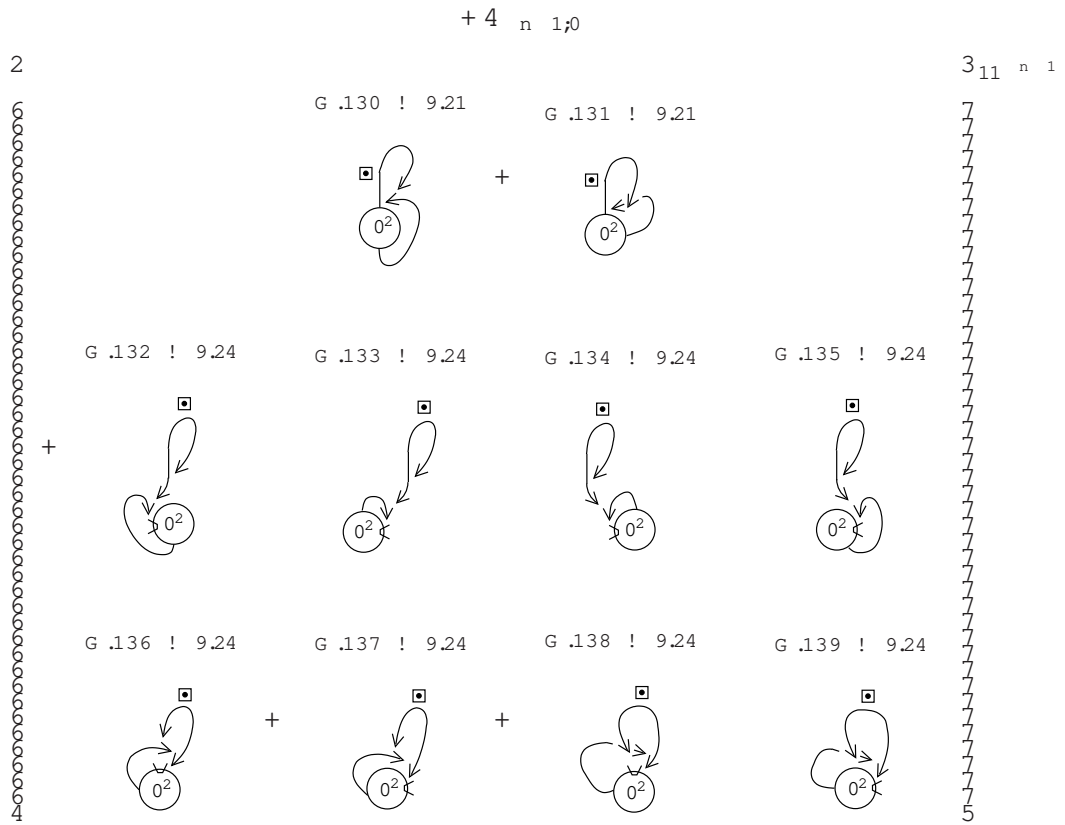 + 4 n 1;0
2 3 11 n 1
G .130 ! 9.21 G .131 ! 9.21
+
0²  0²
G .132 ! 9.24 G .133 ! 9.24 G .134 ! 9.24 G .135 ! 9.24
+
0² 0² 0² 0²
G .136 ! 9.24 G .137 ! 9.24 G .138 ! 9.24 G .139 ! 9.24
+ +
0² 0² 0² 0²
4 5